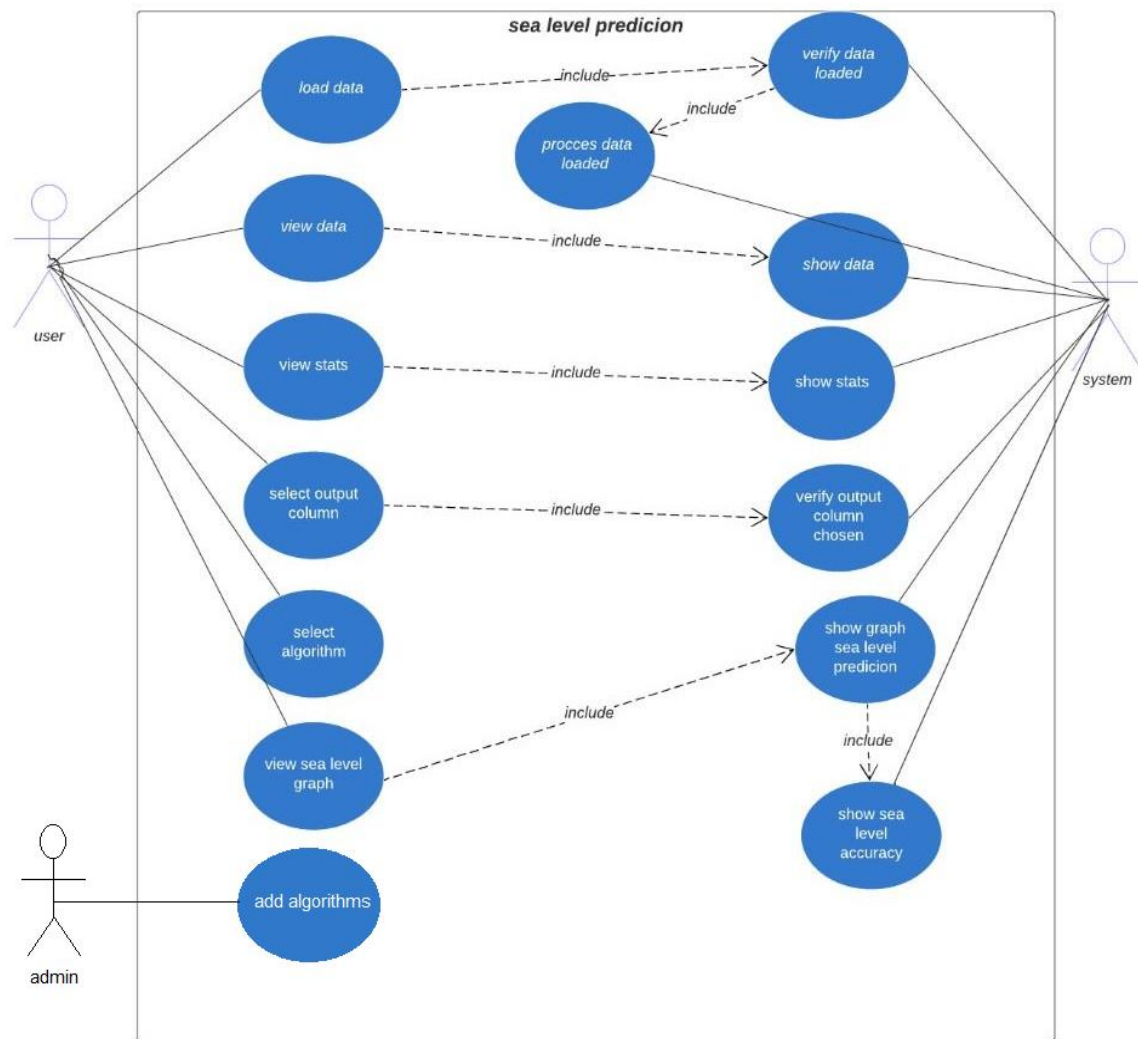 sea level predicion
load data
include
verify data
loaded
include
procces data
loaded
view data
include
show data
user
system
view stats
include
show stats
select output
column
include
verify output
column
chosen
select
algorithm
show graph
sea level
predicion
include
include
view sea level
graph
show sea
level
accuracy
add algorithms
admin